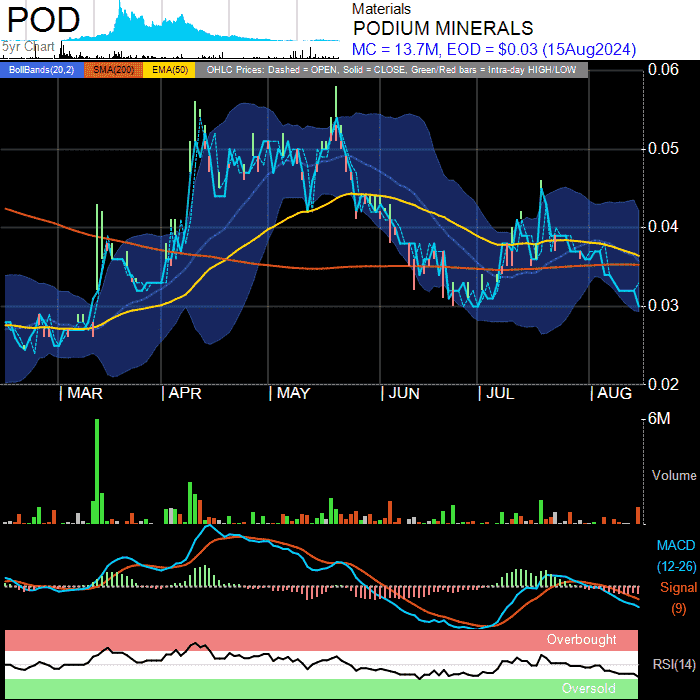 POD
5yr Chart
Materials
PODIUM MINERALS
MC = 13.7M, EOD = $0.03 (15Aug2024)
BollBands(20,2) SMA(200) EMA(50) OHLC Prices: Dashed = OPEN, Solid = CLOSE, Green/Red bars = Intra-day HIGH/LOW
0.06
0.05
0.04
0.03
0.02
MAR APR MAY JUN JUL AUG
6M
Volume
MACD
(12-26)
Signal
(9)
Overbought
RSI(14)
Oversold